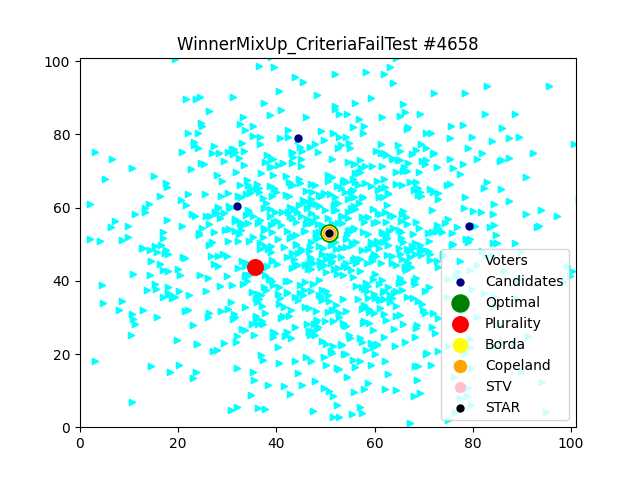 WinnerMixUp_CriteriaFailTest #4658
100
80
60
40
20
0
0 20 40 60 80 100
Voters
Candidates
Optimal
Plurality
Borda
Copeland
STV
STAR